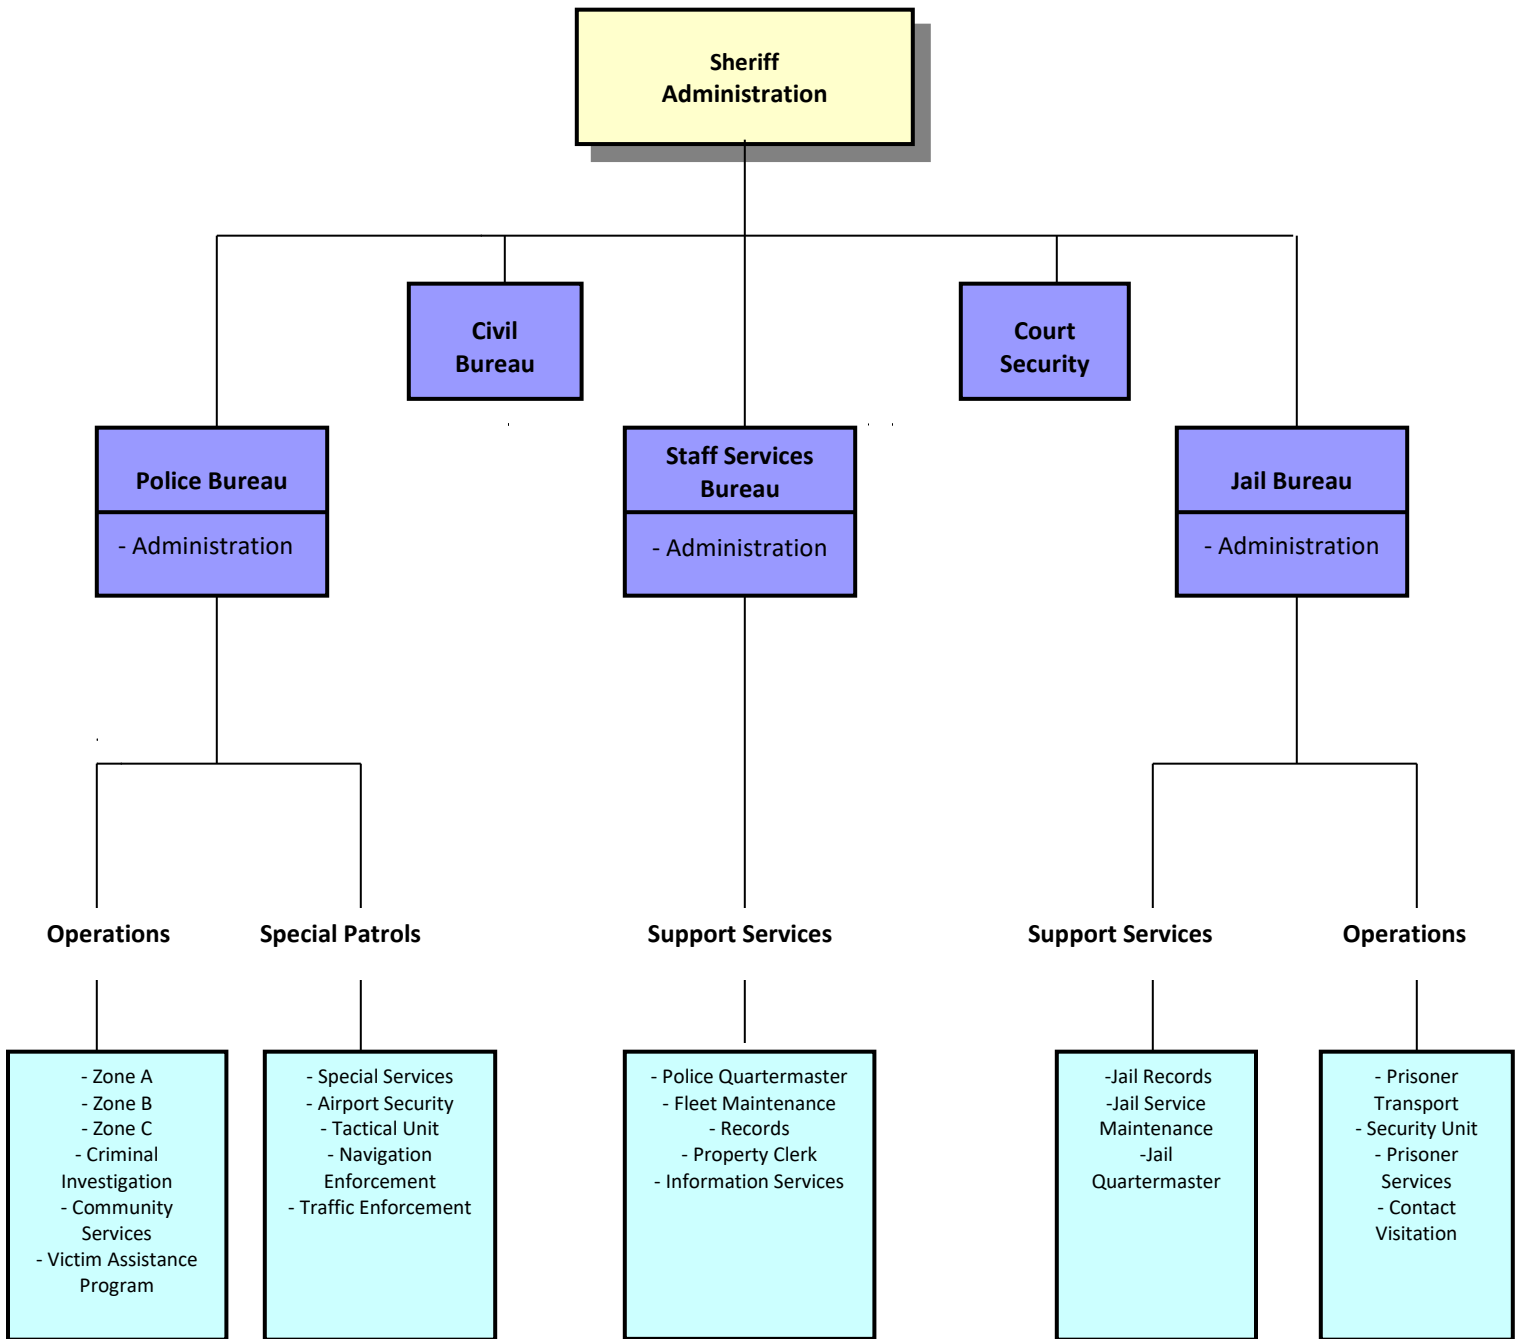 Sheriff
Administration
Civil
Bureau
Court
Security
Police Bureau
- Administration
Staff Services
Bureau
- Administration
Jail Bureau
- Administration
Operations
Special Patrols
Support Services
Support Services
Operations
- Zone A
- Zone B
- Zone C
- Criminal
Investigation
- Community
Services
- Victim Assistance
Program
- Special Services
- Airport Security
- Tactical Unit
- Navigation
Enforcement
- Traffic Enforcement
- Police Quartermaster
- Fleet Maintenance
- Records
- Property Clerk
- Information Services
-Jail Records
-Jail Service
Maintenance
-Jail
Quartermaster
- Prisoner
Transport
- Security Unit
- Prisoner
Services
- Contact
Visitation